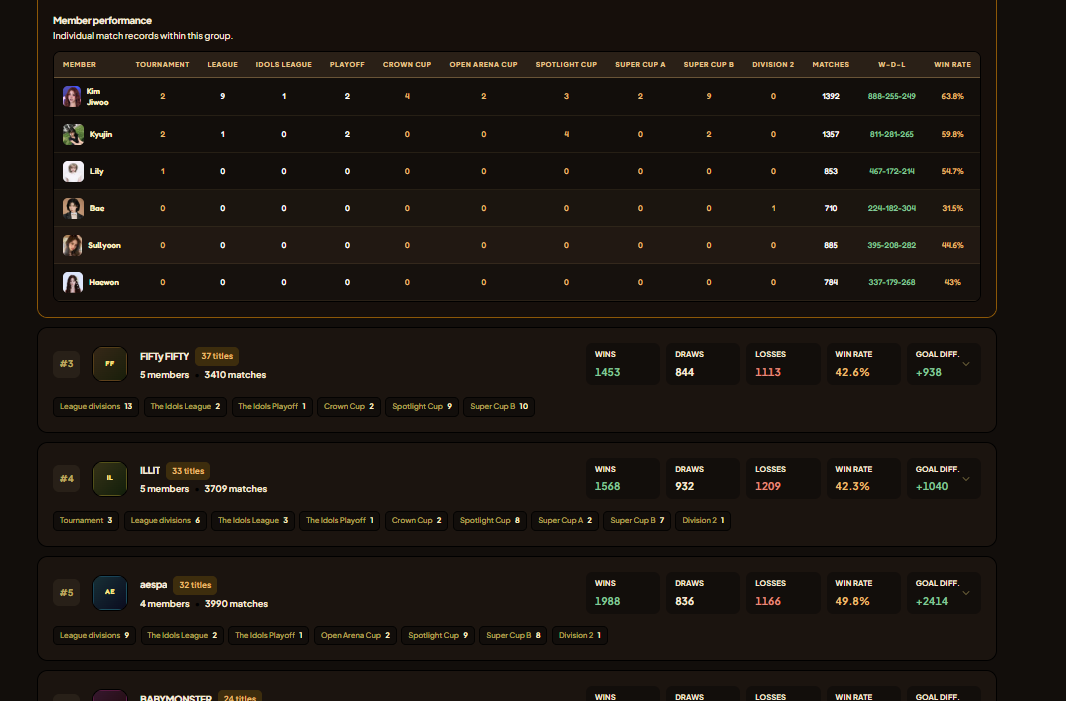 Member performance
Individual match records within this group.
MEMBER TOURNAMENT LEAGUE IDOLS LEAGUE PLAYOFF CROWN CUP OPEN ARENA CUP SPOTLIGHT CUP SUPER CUP A SUPER CUP B DIVISION 2 MATCHES W-D-L WIN RATE
Kim Jiwoo 2 9 1 2 4 2 3 2 9 0 1392 888-255-249 63.8%
Kyujin 2 1 0 2 0 0 4 0 2 0 1357 811-281-265 59.8%
Lily 1 0 0 0 0 0 0 0 0 0 853 467-172-214 54.7%
Bae 0 0 0 0 0 0 0 0 0 1 710 224-182-304 31.5%
Sullyoon 0 0 0 0 0 0 0 0 0 0 885 395-208-282 44.6%
Haewon 0 0 0 0 0 0 0 0 0 0 784 337-179-268 43%
#3 FF FIFTy FIFTY 37 titles
5 members 3410 matches
WINS DRAWS LOSSES WIN RATE GOAL DIFF.
1453 844 1113 42.6% +938
League divisions 13 The Idols League 2 The Idols Playoff 1 Crown Cup 2 Spotlight Cup 9 Super Cup B 10
#4 IL ILLIT 33 titles
5 members 3709 matches
WINS DRAWS LOSSES WIN RATE GOAL DIFF.
1568 932 1209 42.3% +1040
Tournament 3 League divisions 6 The Idols League 3 The Idols Playoff 1 Crown Cup 2 Spotlight Cup 8 Super Cup A 2 Super Cup B 7 Division 2 1
#5 AE aespa 32 titles
4 members 3990 matches
WINS DRAWS LOSSES WIN RATE GOAL DIFF.
1988 836 1166 49.8% +2414
League divisions 9 The Idols League 2 The Idols Playoff 1 Open Arena Cup 2 Spotlight Cup 9 Super Cup B 8 Division 2 1
BABYMONSTER 24 titles
WINS DRAWS LOSSES WIN RATE GOAL DIFF.